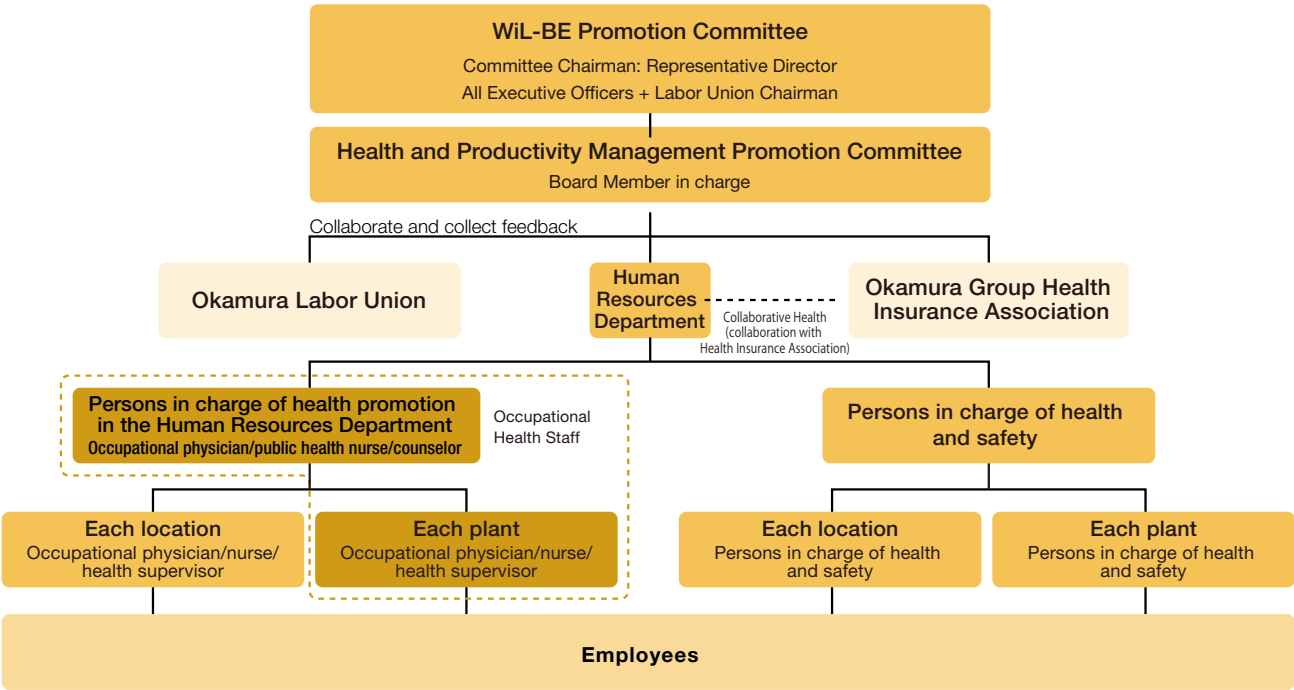 WiL-BE Promotion Committee
Committee Chairman: Representative Director
All Executive Officers + Labor Union Chairman
Health and Productivity Management Promotion Committee
Board Member in charge
Collaborate and collect feedback
Okamura Labor Union
Human
Resources
Department
Collaborative Health
(collaboration with
Health Insurance Association)
Okamura Group Health
Insurance Association
Persons in charge of health promotion
in the Human Resources Department
Occupational physician/public health nurse/counselor
Occupational
Health Staff
Persons in charge of health
and safety
Each location
Occupational physician/nurse/
health supervisor
Each plant
Occupational physician/nurse/
health supervisor
Each location
Persons in charge of health
and safety
Each plant
Persons in charge of health
and safety
Employees